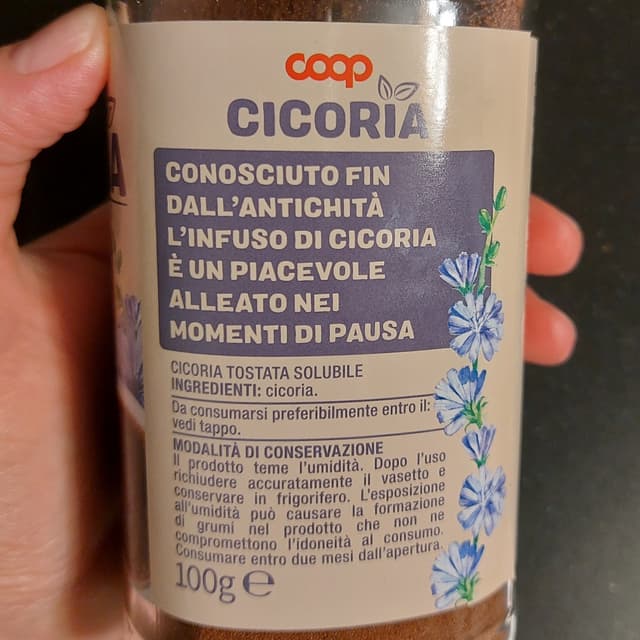 coop
CICORIA
CONOSCIUTO FIN
DALL'ANTICHITÀ
L'INFUSO DI CICORIA
È UN PIACEVOLE
ALLEATO NEI
MOMENTI DI PAUSA
CICORIA TOSTATA SOLUBILE
INGREDIENTI: cicoria.
Da consumarsi preferibilmente entro il:
vedi tappo.
MODALITÀ DI CONSERVAZIONE
Il prodotto teme l'umidità. Dopo l'uso
richiudere accuratamente il vasetto e
conservare in frigorifero. L'esposizione
all'umidità può causare la formazione
di grumi nel prodotto che non ne
compromettono l'idoneità al consumo.
Consumare entro due mesi dall'apertura.
100g e